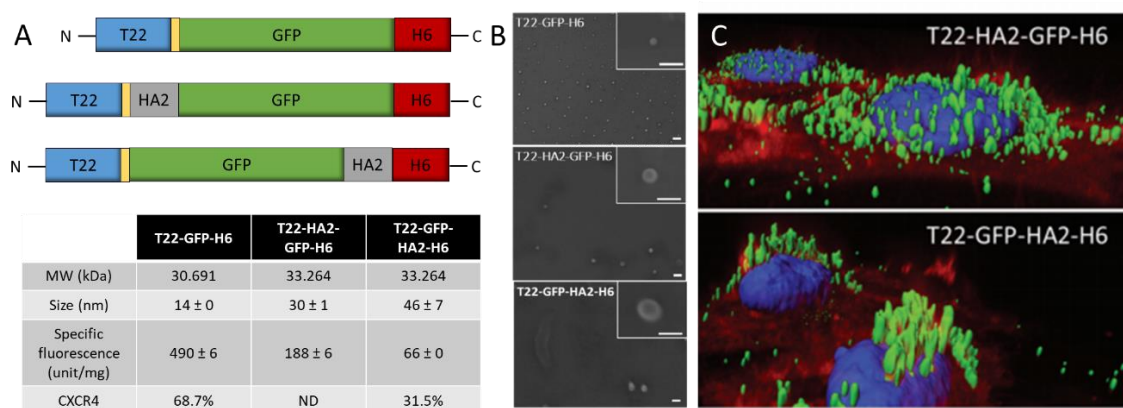 A
N T22 GFP H6 C
N T22 HA2 GFP H6 C
N T22 GFP HA2 H6 C
T22-GFP-H6 T22-HA2-GFP-H6 T22-GFP-HA2-H6
MW (kDa) 30.691 33.264 33.264
Size (nm) 14 ± 0 30 ± 1 46 ± 7
Specific fluorescence (unit/mg) 490 ± 6 188 ± 6 66 ± 0
CXCR4 68.7% ND 31.5%
B
T22-GFP-H6
T22-HA2-GFP-H6
T22-GFP-HA2-H6
C
T22-HA2-GFP-H6
T22-GFP-HA2-H6